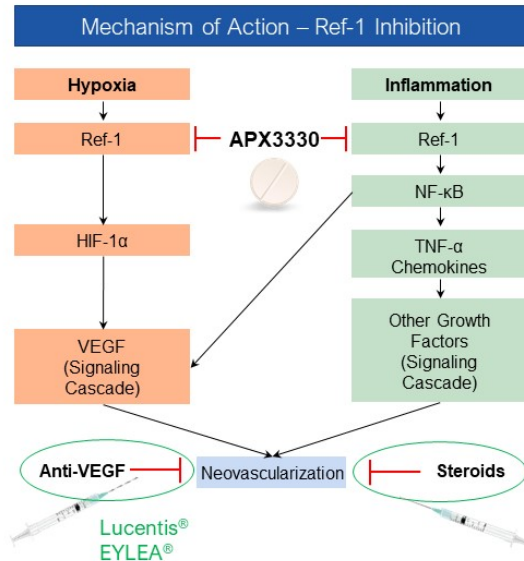 Mechanism of Action – Ref-1 Inhibition
Hypoxia
Inflammation
Ref-1
APX3330
Ref-1
NF-κB
HIF-1α
TNF-α
Chemokines
VEGF
(Signaling
Cascade)
Other Growth
Factors
(Signaling
Cascade)
Anti-VEGF
Neovascularization
Steroids
Lucentis®
EYLEA®